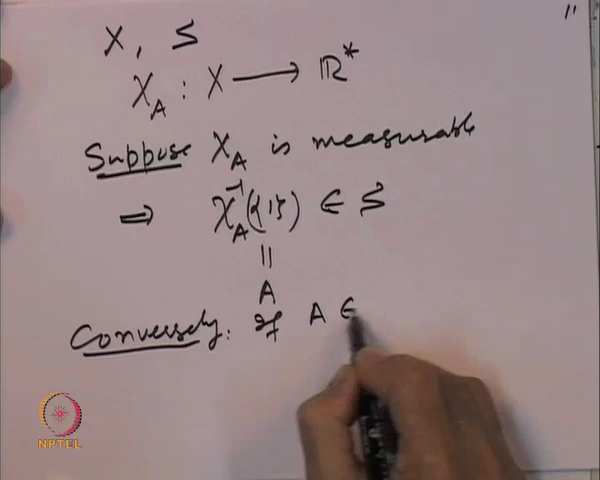 11
X, S
χ_A : X ⟶ ℝ*
Suppose χ_A is measurable
⟹ χ_A^{-1}({1}) ∈ S
||
A
Conversely: If A ∈
NPTEL